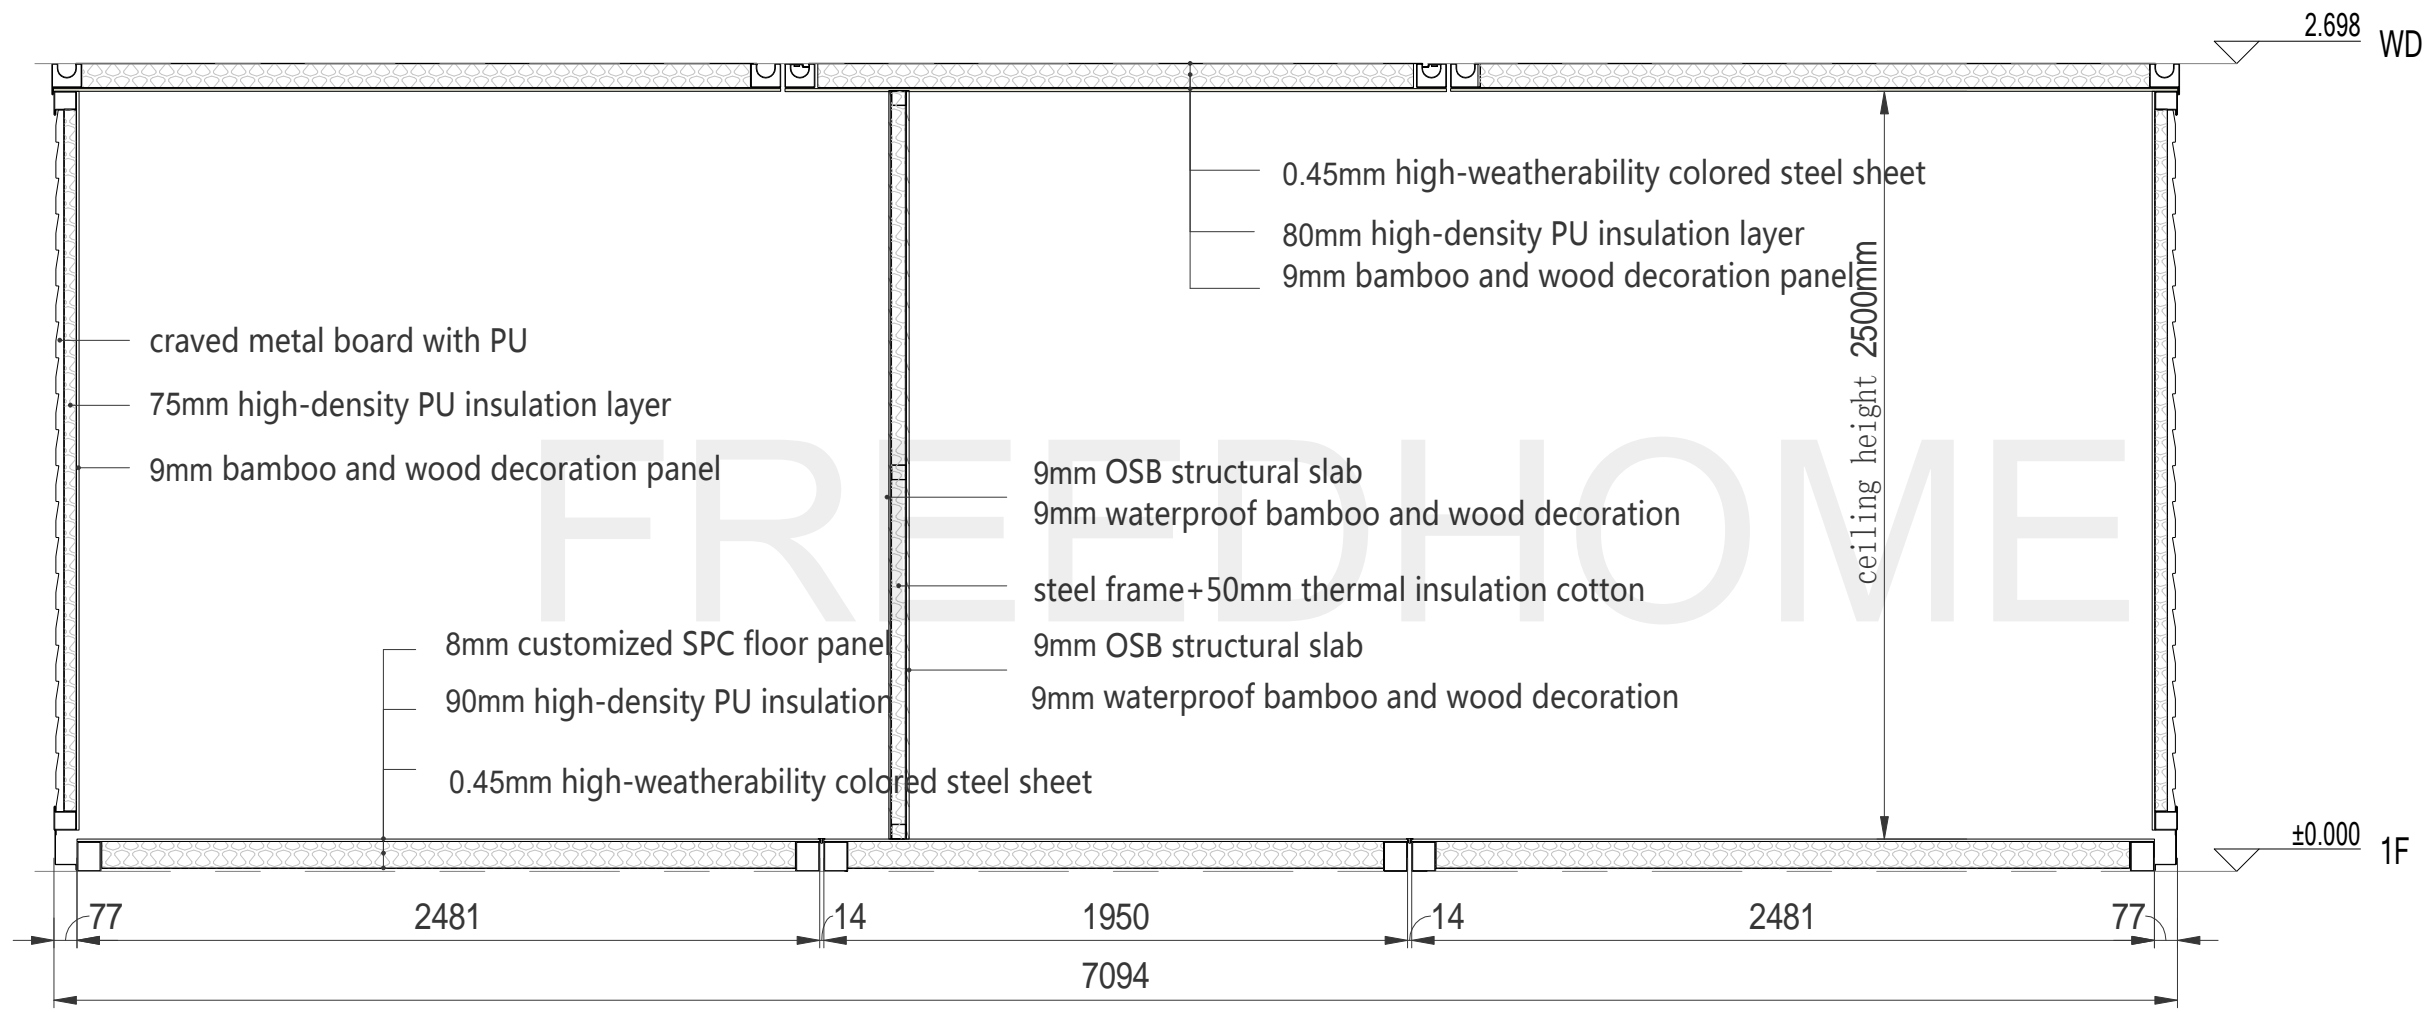 2.698
WD
0.45mm high-weatherability colored steel sheet
80mm high-density PU insulation layer
9mm bamboo and wood decoration panel
ceiling height 2500mm
craved metal board with PU
75mm high-density PU insulation layer
9mm bamboo and wood decoration panel
FREEDHOME
9mm OSB structural slab
9mm waterproof bamboo and wood decoration
steel frame+50mm thermal insulation cotton
9mm OSB structural slab
9mm waterproof bamboo and wood decoration
8mm customized SPC floor panel
90mm high-density PU insulation
0.45mm high-weatherability colored steel sheet
±0.000
1F
77 2481 14 1950 14 2481 77
7094